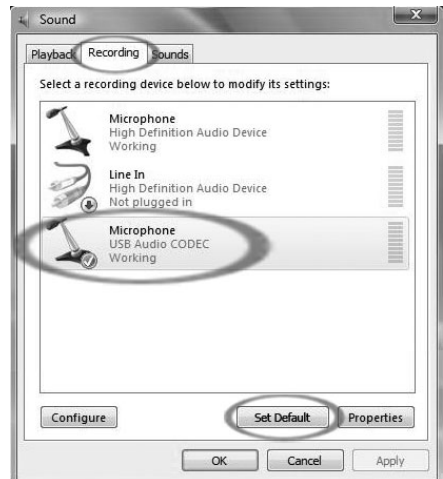 Sound
Playback Recording Sounds
Select a recording device below to modify its settings:
Microphone
High Definition Audio Device
Working
Line In
High Definition Audio Device
Not plugged in
Microphone
USB Audio CODEC
Working
Configure Set Default Properties
OK Cancel Apply